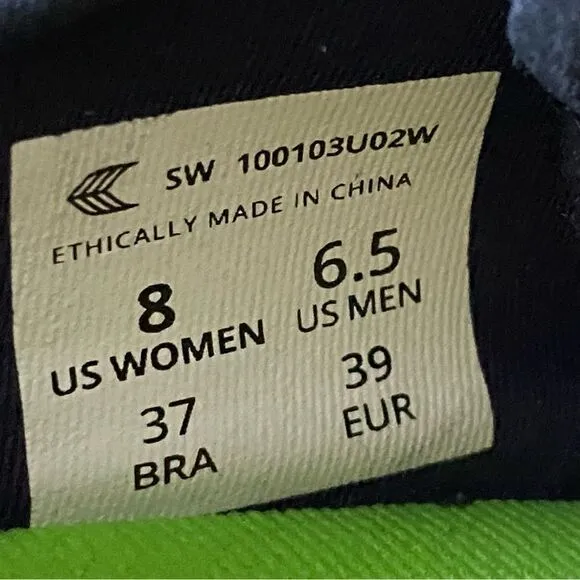 SW 100103U02W
ETHICALLY MADE IN CHINA
8 6.5
US WOMEN US MEN
37 39
BRA EUR